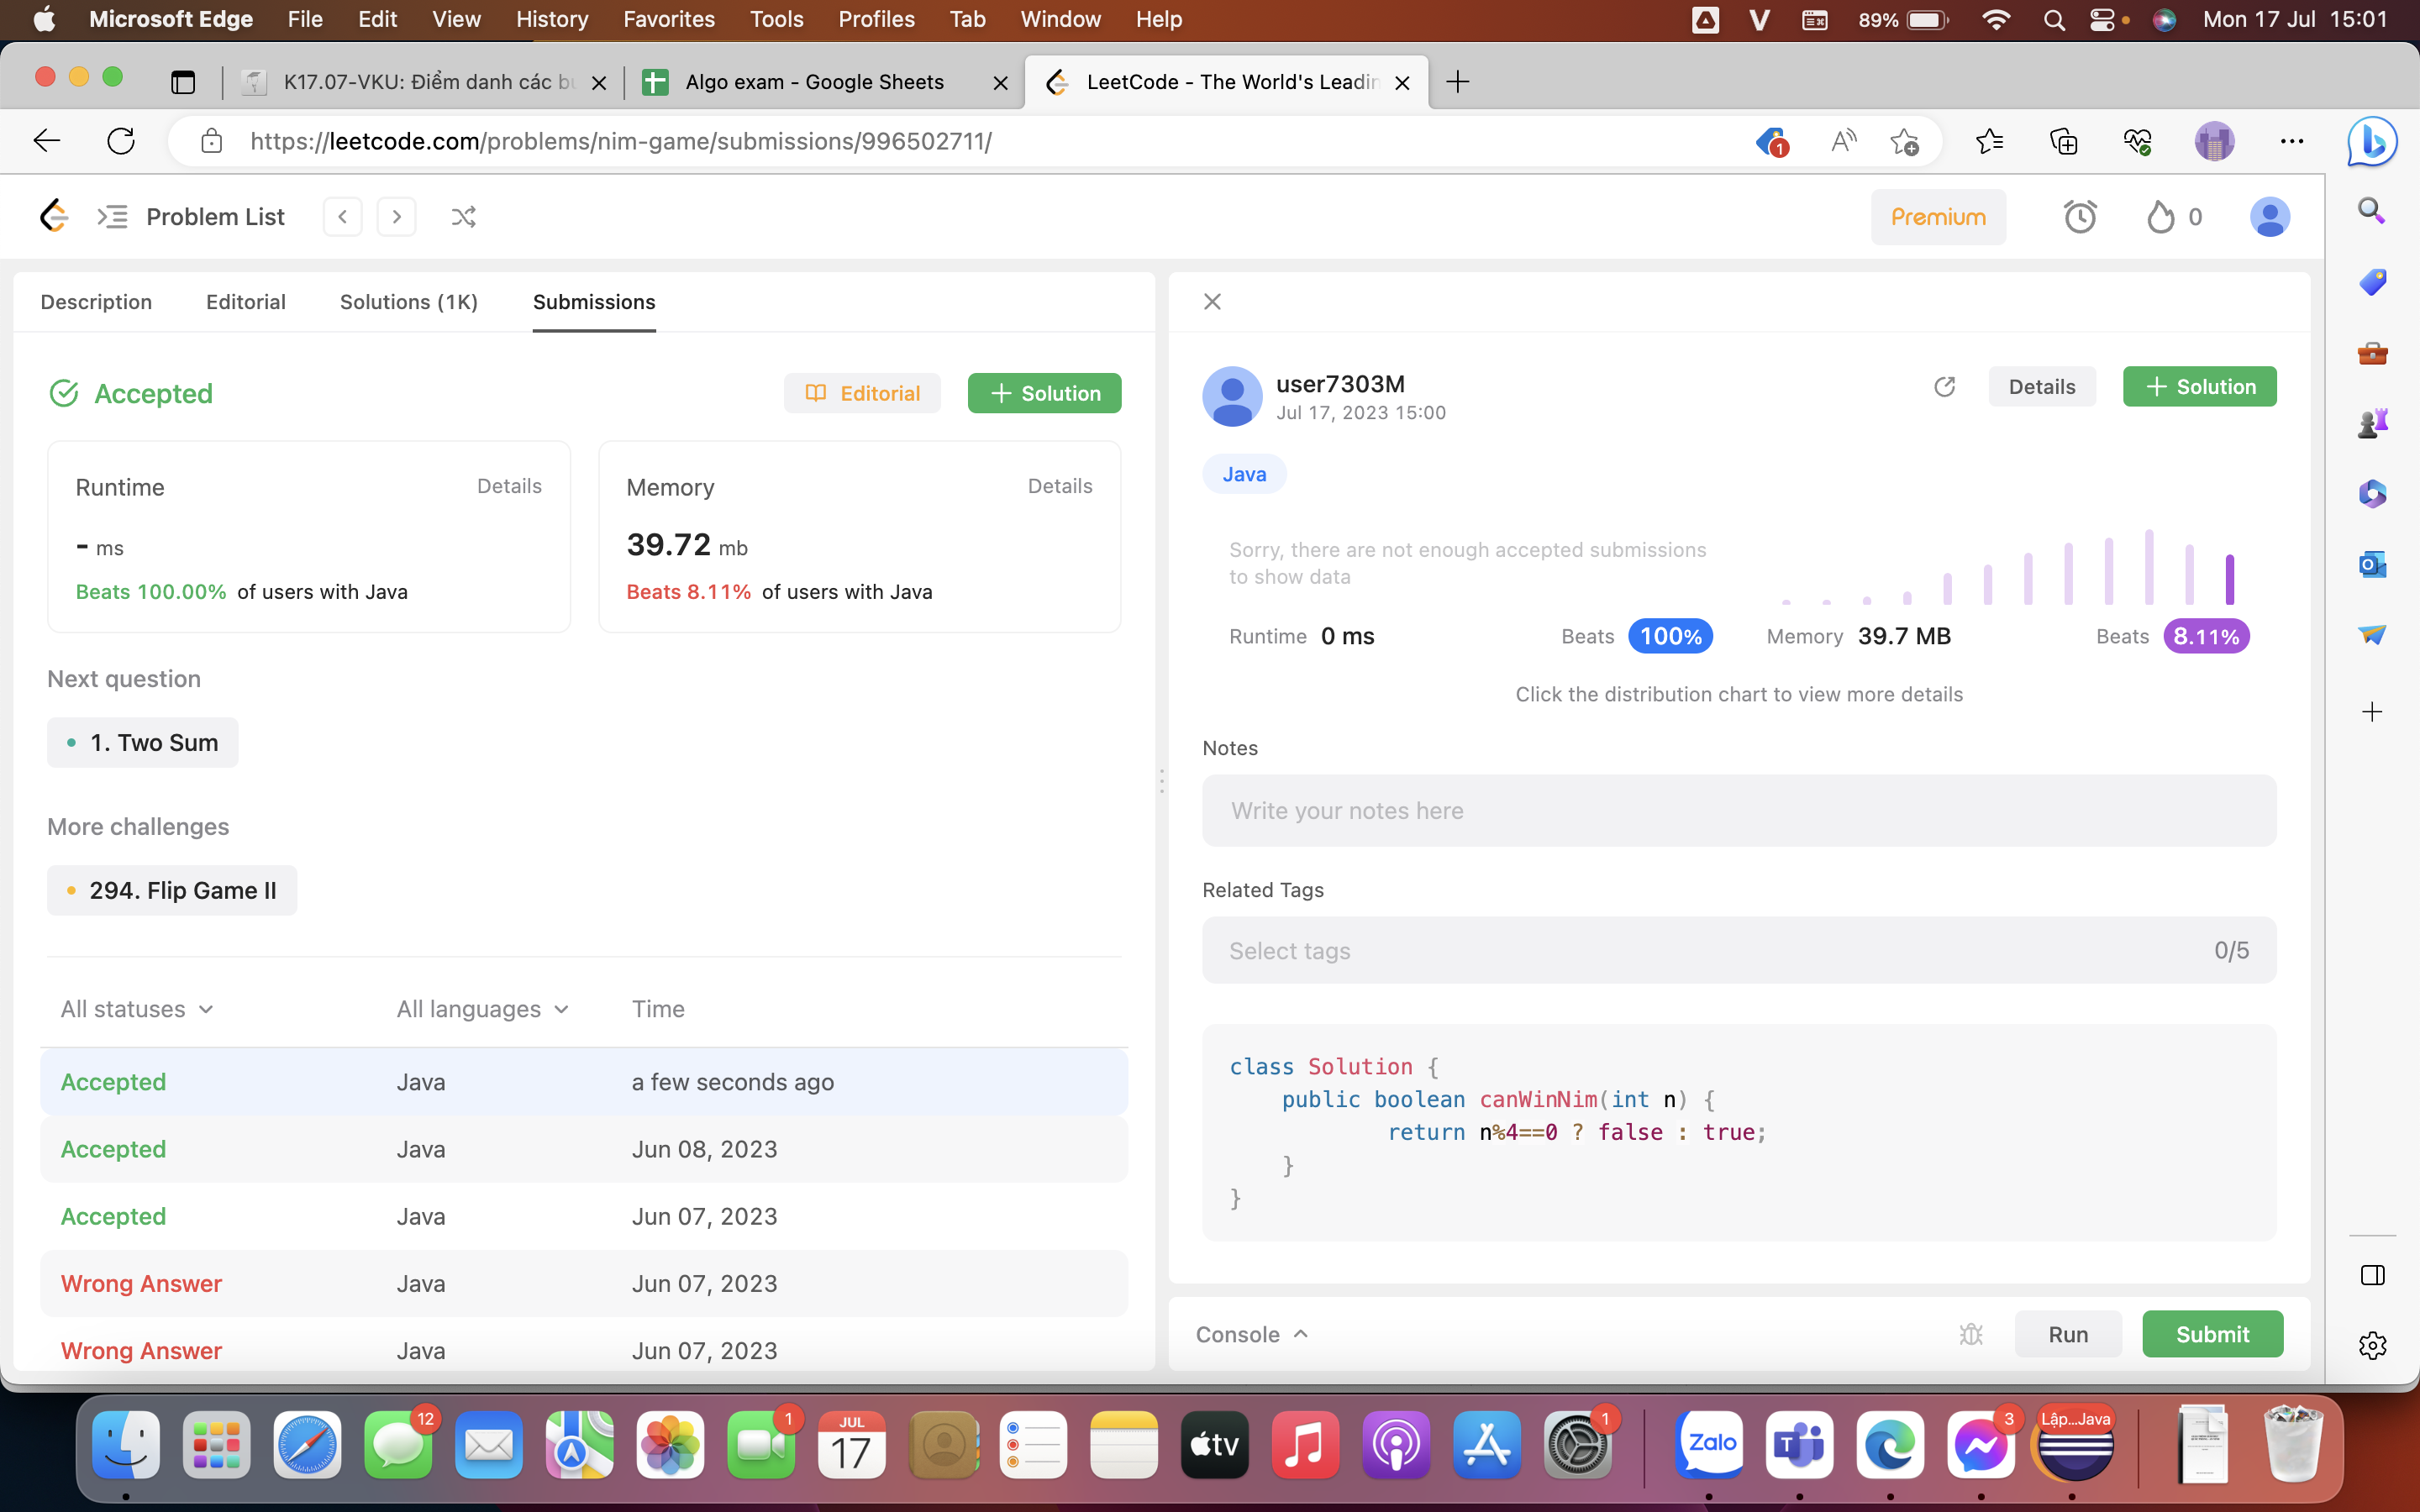 Microsoft Edge File Edit View History Favorites Tools Profiles Tab Window Help 89% Mon 17 Jul 15:01
K17.07-VKU: Điểm danh các bu Algo exam - Google Sheets LeetCode - The World's Leadin
https://leetcode.com/problems/nim-game/submissions/996502711/ 1
Problem List Premium 0
Description Editorial Solutions (1K) Submissions
Accepted Editorial + Solution
Runtime Details
- ms
Beats 100.00% of users with Java
Memory Details
39.72 mb
Beats 8.11% of users with Java
Next question
1. Two Sum
More challenges
294. Flip Game II
All statuses All languages Time
Accepted Java a few seconds ago
Accepted Java Jun 08, 2023
Accepted Java Jun 07, 2023
Wrong Answer Java Jun 07, 2023
Wrong Answer Java Jun 07, 2023
user7303M Details + Solution
Jul 17, 2023 15:00
Java
Sorry, there are not enough accepted submissions
to show data
Runtime 0 ms Beats 100% Memory 39.7 MB Beats 8.11%
Click the distribution chart to view more details
Notes
Write your notes here
Related Tags
Select tags 0/5
class Solution {
public boolean canWinNim(int n) {
return n%4==0 ? false : true;
}
}
Console Run Submit
12 1 JUL 17 tv 1 Zalo T 3 Lập...Java